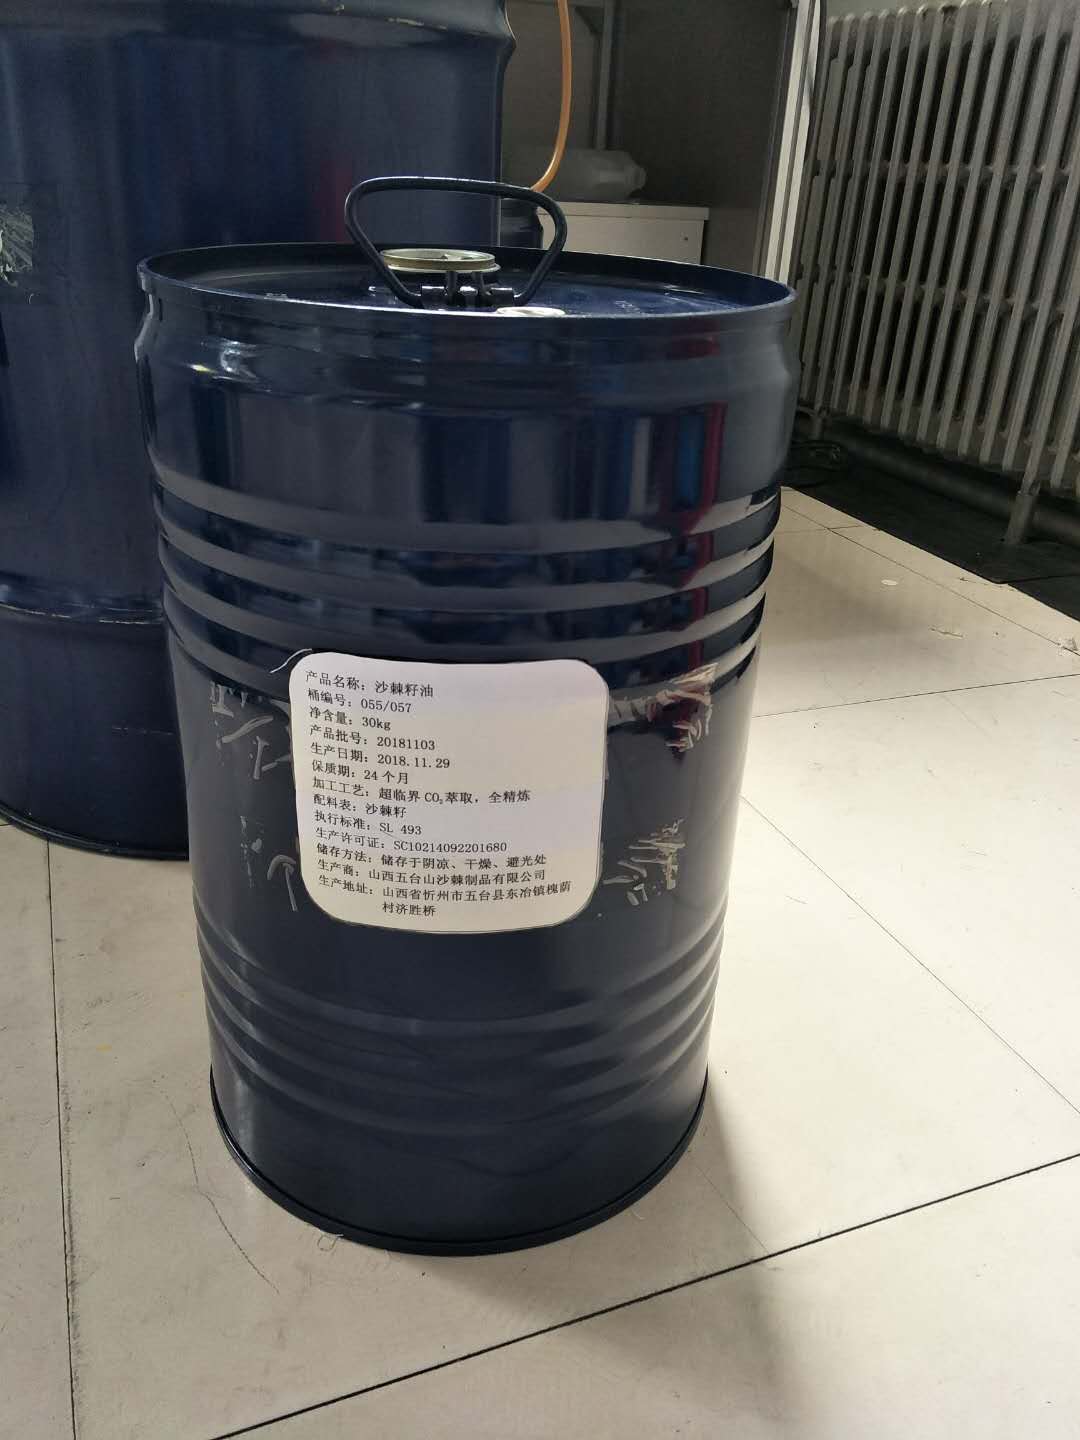 产品名称：沙棘籽油
桶编号：055/057
净含量：30kg
产品批号：20181103
生产日期：2018.11.29
保质期：24个月
加工工艺：超临界CO₂萃取，全精炼
配料表：沙棘籽
执行标准：SL 493
生产许可证：SC10214092201680
储存方法：储存于阴凉、干燥、避光处
生产商：山西五台山沙棘制品有限公司
生产地址：山西省忻州市五台县东冶镇槐荫
村济胜桥